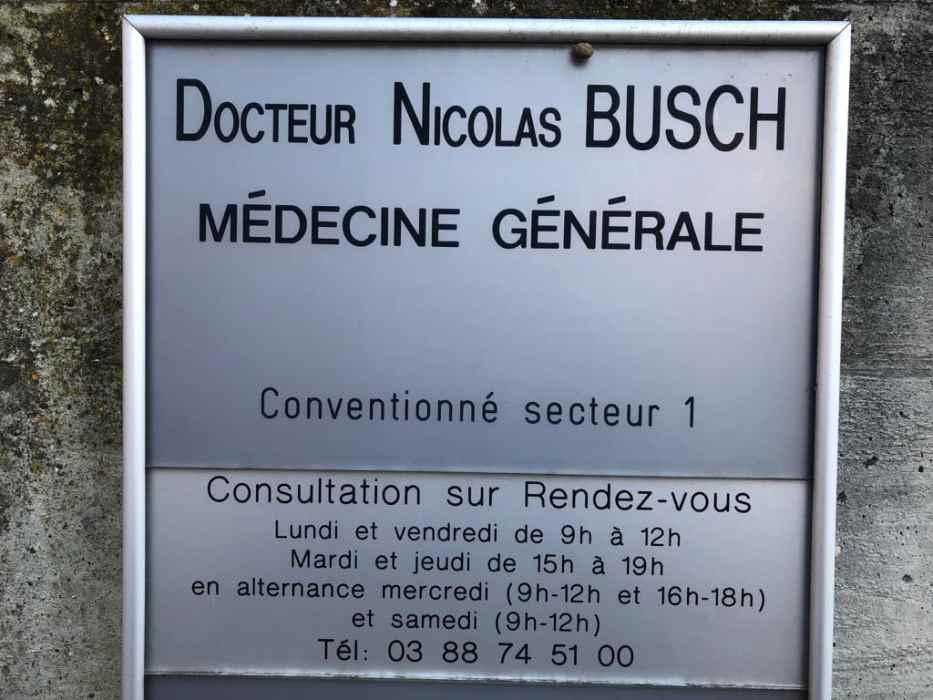 DOCTEUR NICOLAS BUSCH
MÉDECINE GÉNÉRALE
Conventionné secteur 1
Consultation sur Rendez-vous
Lundi et vendredi de 9h à 12h
Mardi et jeudi de 15h à 19h
en alternance mercredi (9h-12h et 16h-18h)
et samedi (9h-12h)
Tél: 03 88 74 51 00